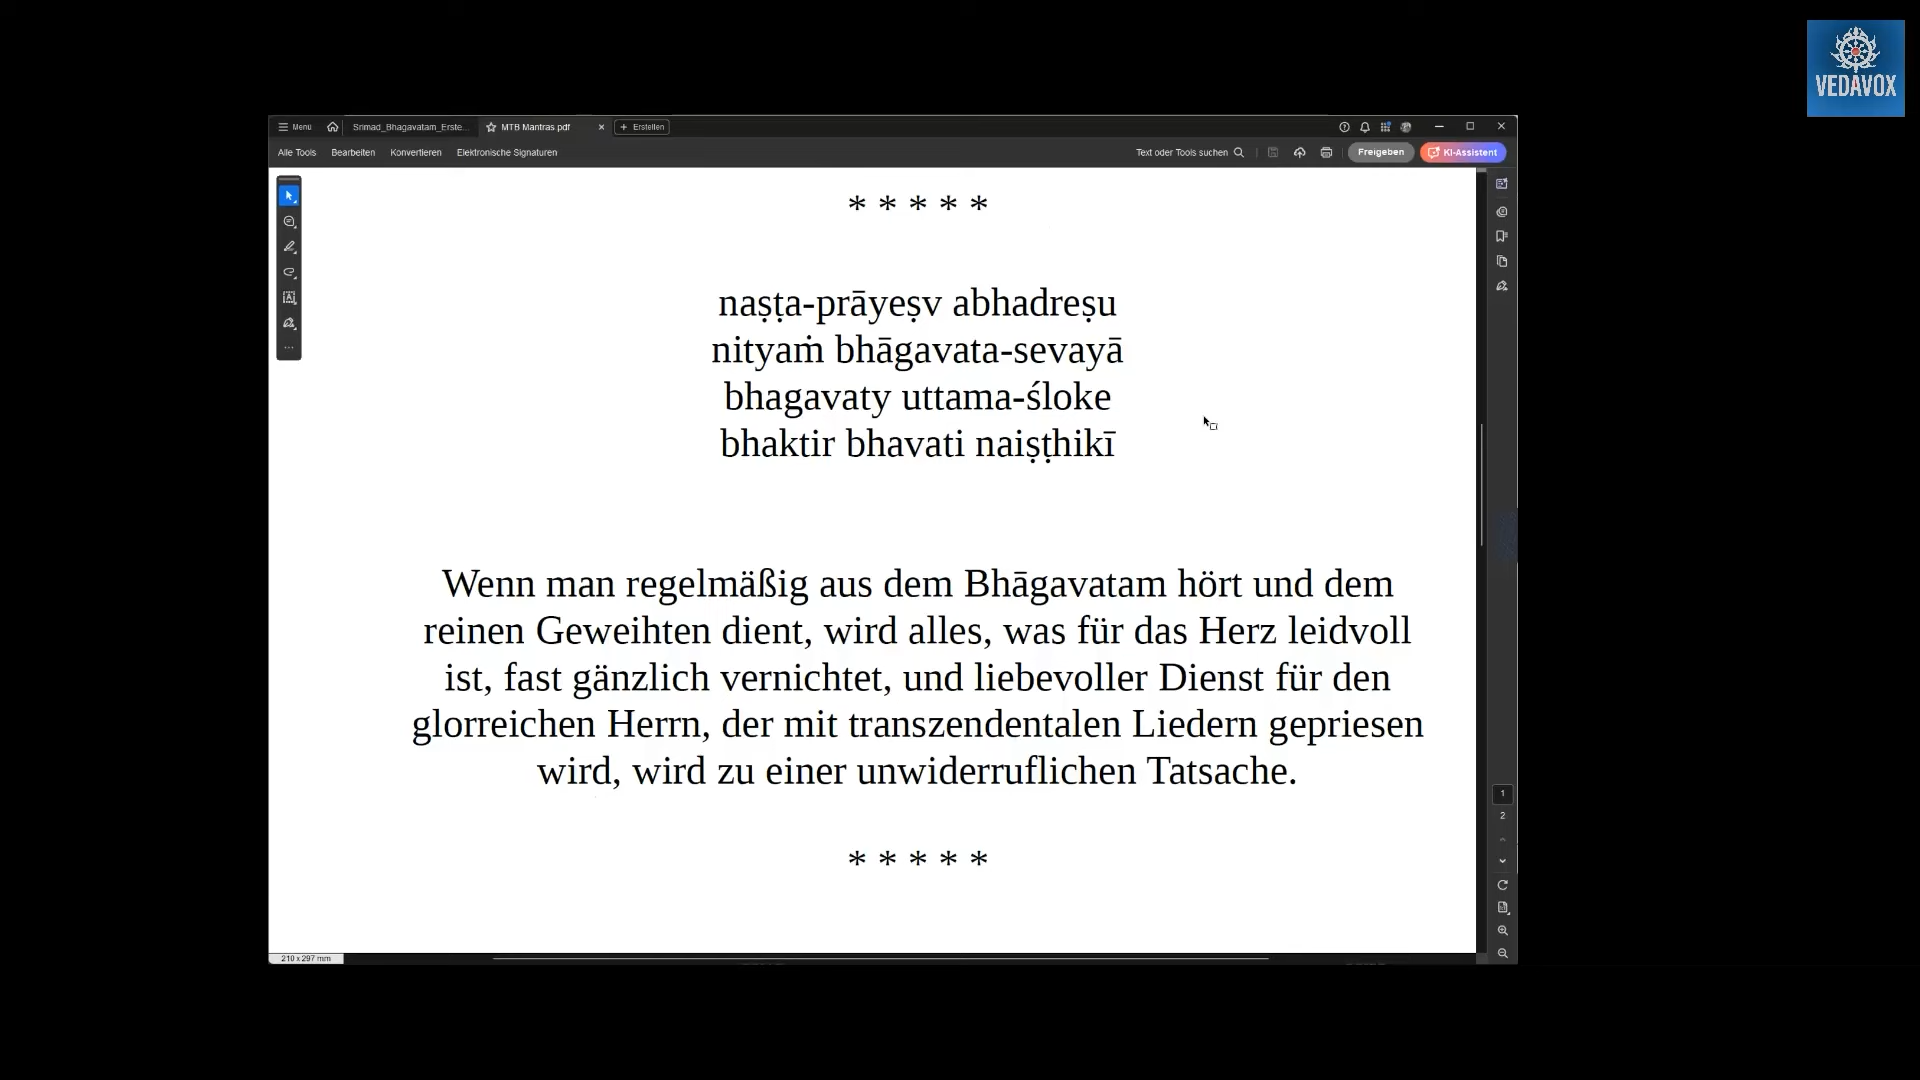 VEDAVOX
Menu
Srimad_Bhagavatam_Erste...
MTB Mantras.pdf
Erstellen
Alle Tools
Bearbeiten
Konvertieren
Elektronische Signaturen
Text oder Tools suchen
Freigeben
KI-Assistent
* * * * *
naṣṭa-prāyeṣv abhadreṣu
nityaṁ bhāgavata-sevayā
bhagavaty uttama-śloke
bhaktir bhavati naiṣṭhikī
Wenn man regelmäßig aus dem Bhāgavatam hört und dem
reinen Geweihten dient, wird alles, was für das Herz leidvoll
ist, fast gänzlich vernichtet, und liebevoller Dienst für den
glorreichen Herrn, der mit transzendentalen Liedern gepriesen
wird, wird zu einer unwiderruflichen Tatsache.
* * * * *
1
2
210 x 297 mm